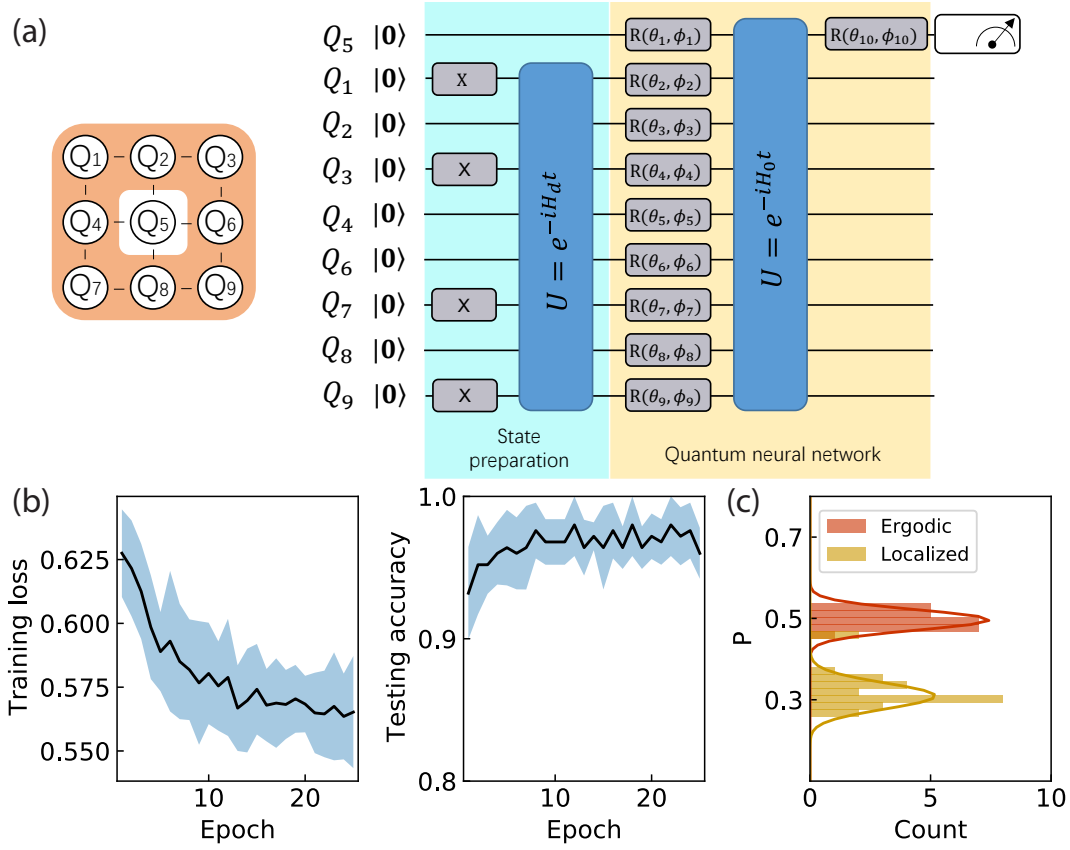 (a)
Q1 Q2 Q3
Q4 Q5 Q6
Q7 Q8 Q9
Q5 |0⟩ R(θ1, ϕ1) R(θ10, ϕ10)
Q1 |0⟩ X R(θ2, ϕ2)
Q2 |0⟩ R(θ3, ϕ3)
Q3 |0⟩ X R(θ4, ϕ4)
Q4 |0⟩ R(θ5, ϕ5)
Q6 |0⟩ R(θ6, ϕ6)
Q7 |0⟩ X R(θ7, ϕ7)
Q8 |0⟩ R(θ8, ϕ8)
Q9 |0⟩ X R(θ9, ϕ9)
U = e^{-iH_d t}
U = e^{-iH_0 t}
State
preparation
Quantum neural network
(b)
Training loss
0.625
0.600
0.575
0.550
10 20
Epoch
Testing accuracy
1.0
0.9
0.8
10 20
Epoch
(c)
P
0.7
0.5
0.3
Ergodic
Localized
0 5 10
Count